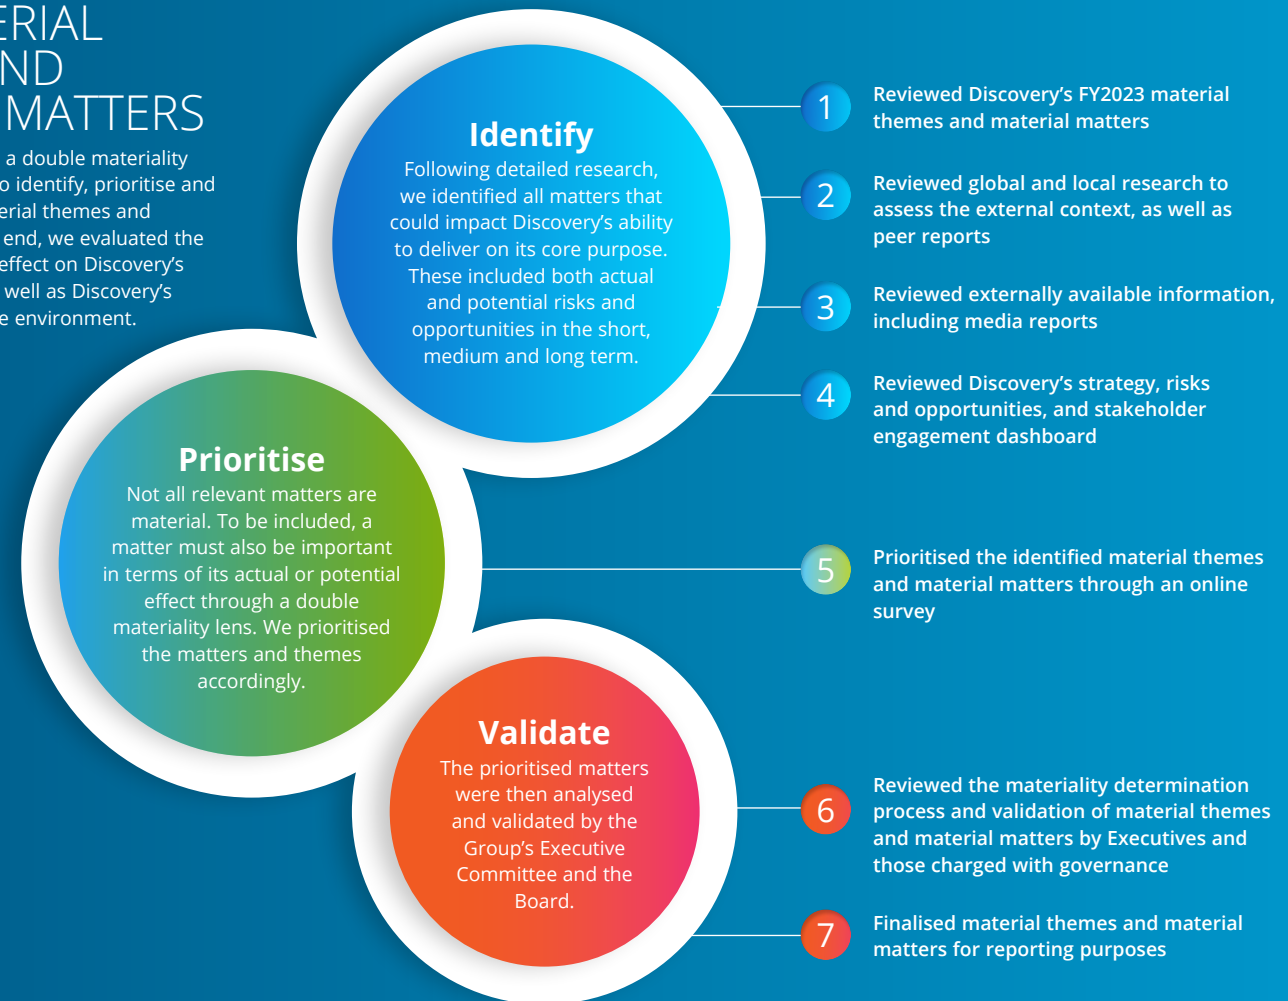 ERIAL
ND
MATTERS
a double materiality
o identify, prioritise and
erial themes and
end, we evaluated the
effect on Discovery's
well as Discovery's
e environment.
Identify
Following detailed research,
we identified all matters that
could impact Discovery's ability
to deliver on its core purpose.
These included both actual
and potential risks and
opportunities in the short,
medium and long term.
1
Reviewed Discovery's FY2023 material
themes and material matters
2
Reviewed global and local research to
assess the external context, as well as
peer reports
3
Reviewed externally available information,
including media reports
4
Reviewed Discovery's strategy, risks
and opportunities, and stakeholder
engagement dashboard
Prioritise
Not all relevant matters are
material. To be included, a
matter must also be important
in terms of its actual or potential
effect through a double
materiality lens. We prioritised
the matters and themes
accordingly.
5
Prioritised the identified material themes
and material matters through an online
survey
Validate
The prioritised matters
were then analysed
and validated by the
Group's Executive
Committee and the
Board.
6
Reviewed the materiality determination
process and validation of material themes
and material matters by Executives and
those charged with governance
7
Finalised material themes and material
matters for reporting purposes